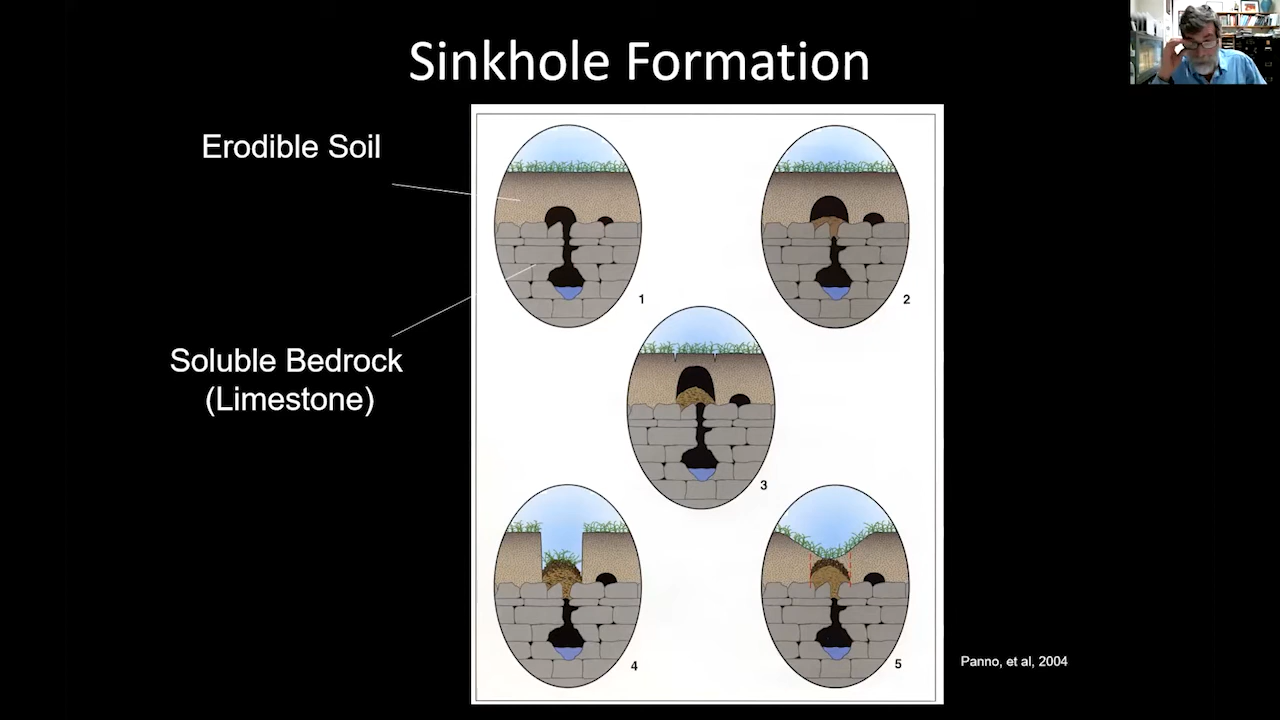 Sinkhole Formation
Erodible Soil
Soluble Bedrock
(Limestone)
1
2
3
4
5
Panno, et al, 2004